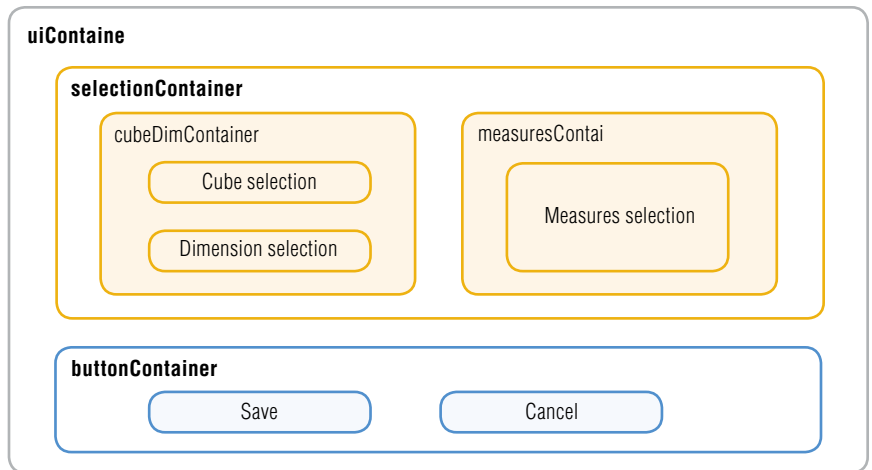 uiContaine
selectionContainer
cubeDimContainer
Cube selection
Dimension selection
measuresContai
Measures selection
buttonContainer
Save
Cancel